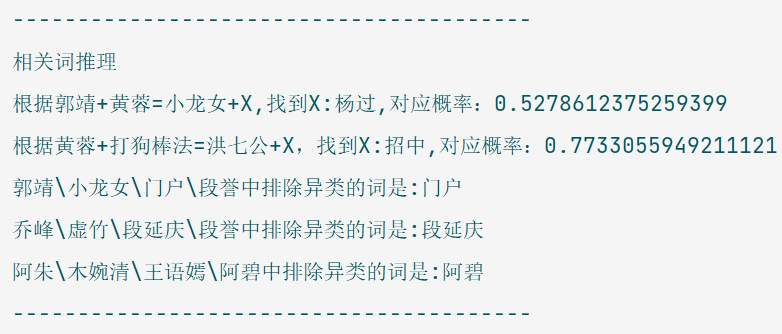 ----------------------------------------
相关词推理
根据郭靖+黄蓉=小龙女+X,找到X:杨过,对应概率：0.5278612375259399
根据黄蓉+打狗棒法=洪七公+X，找到X:招中,对应概率：0.7733055949211121
郭靖\小龙女\门户\段誉中排除异类的词是:门户
乔峰\虚竹\段延庆\段誉中排除异类的词是:段延庆
阿朱\木婉清\王语嫣\阿碧中排除异类的词是:阿碧
----------------------------------------